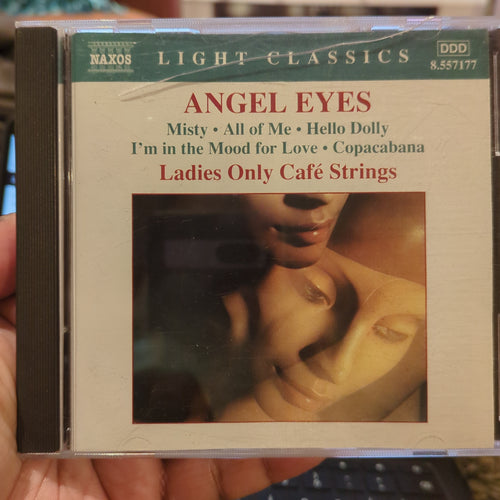 NAXOS
LIGHT CLASSICS
DDD
8.557177
ANGEL EYES
Misty • All of Me • Hello Dolly
I'm in the Mood for Love • Copacabana
Ladies Only Café Strings